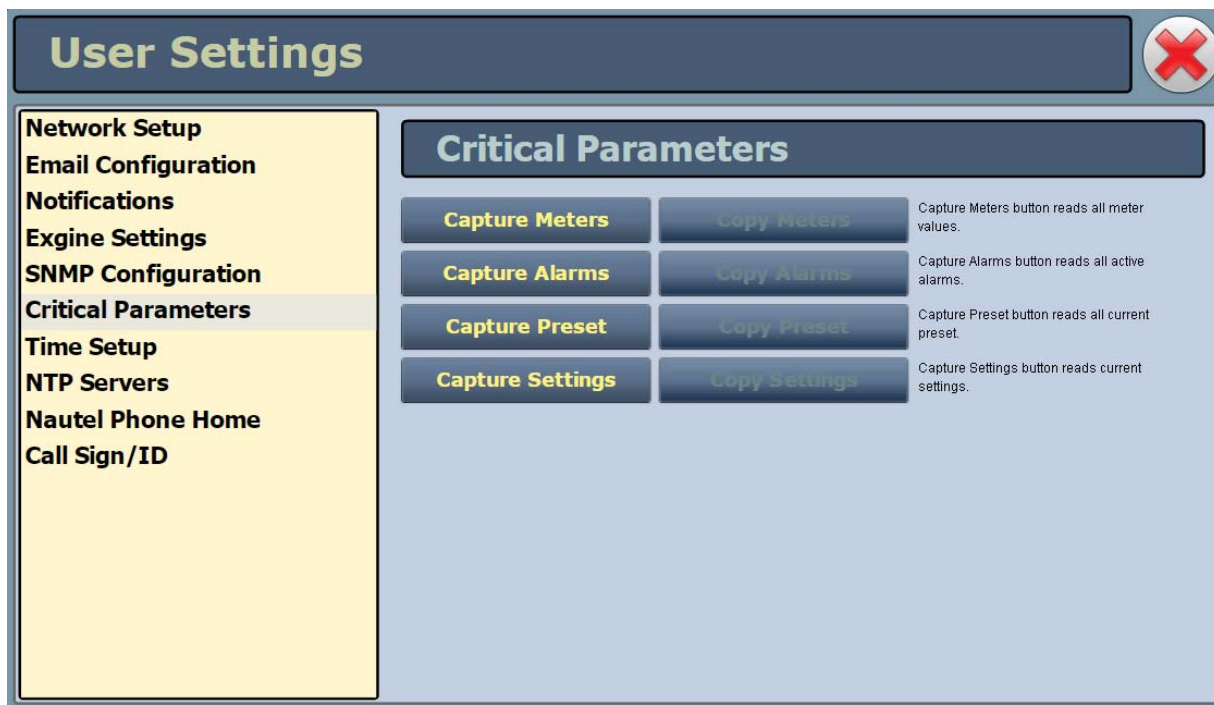 User Settings
Network Setup
Email Configuration
Notifications
Exgine Settings
SNMP Configuration
Critical Parameters
Time Setup
NTP Servers
Nautel Phone Home
Call Sign/ID
Critical Parameters
Capture Meters
Copy Meters
Capture Meters button reads all meter
values.
Capture Alarms
Copy Alarms
Capture Alarms button reads all active
alarms.
Capture Preset
Copy Preset
Capture Preset button reads all current
preset.
Capture Settings
Copy Settings
Capture Settings button reads current
settings.